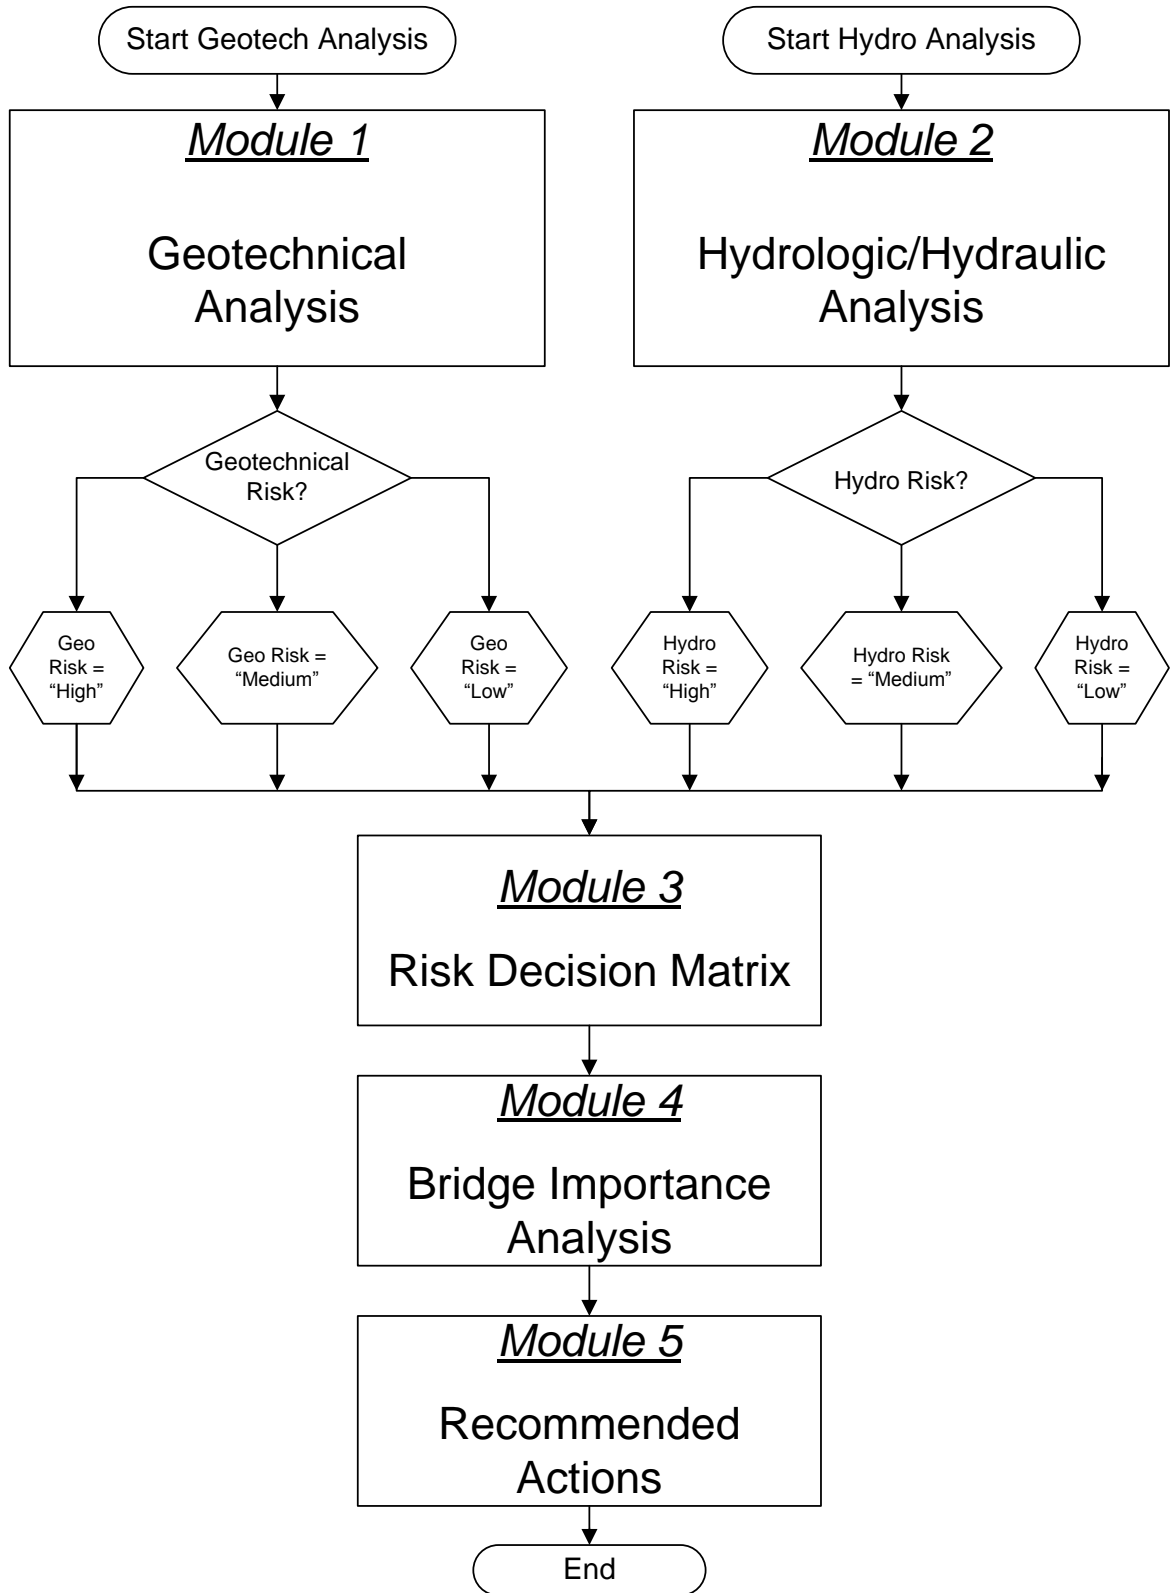 Start Geotech Analysis
Start Hydro Analysis
Module 1
Geotechnical
Analysis
Module 2
Hydrologic/Hydraulic
Analysis
Geotechnical
Risk?
Hydro Risk?
Geo
Risk =
“High”
Geo Risk =
“Medium”
Geo
Risk =
“Low”
Hydro
Risk =
“High”
Hydro Risk
= “Medium”
Hydro
Risk =
“Low”
Module 3
Risk Decision Matrix
Module 4
Bridge Importance
Analysis
Module 5
Recommended
Actions
End